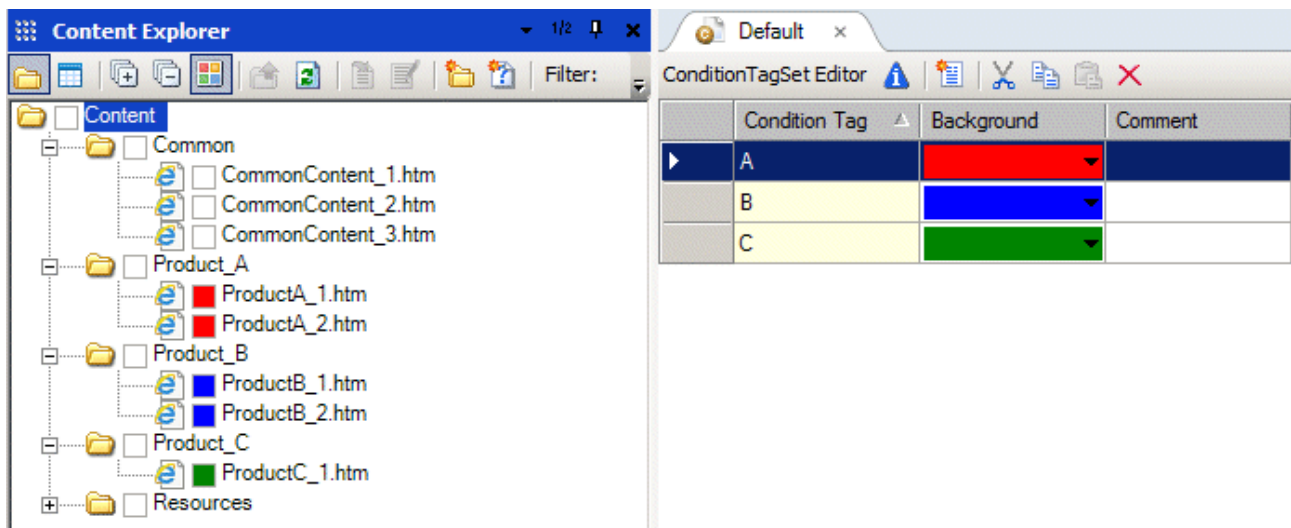 Content Explorer 1/2
Filter:
Content
Common
CommonContent_1.htm
CommonContent_2.htm
CommonContent_3.htm
Product_A
ProductA_1.htm
ProductA_2.htm
Product_B
ProductB_1.htm
ProductB_2.htm
Product_C
ProductC_1.htm
Resources
Default
ConditionTagSet Editor
Condition Tag Background Comment
A
B
C